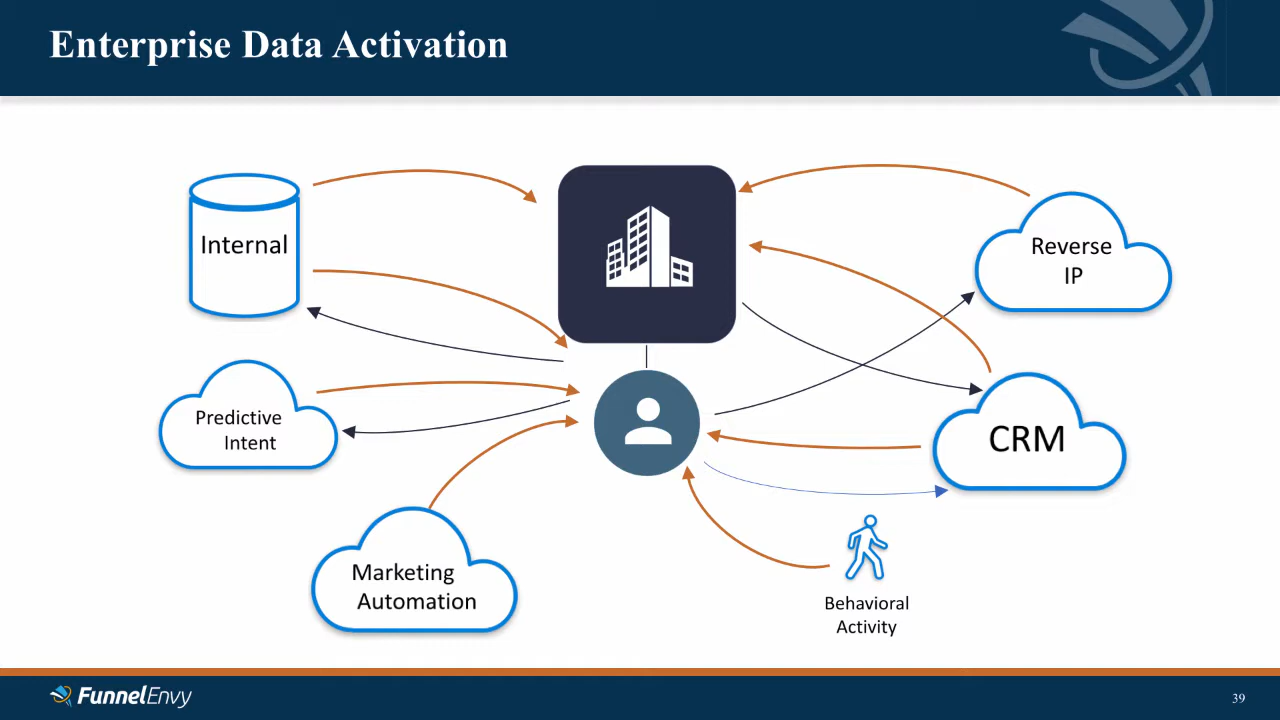 Enterprise Data Activation
Internal
Reverse
IP
Predictive
Intent
CRM
Marketing
Automation
Behavioral
Activity
FunnelEnvy
39